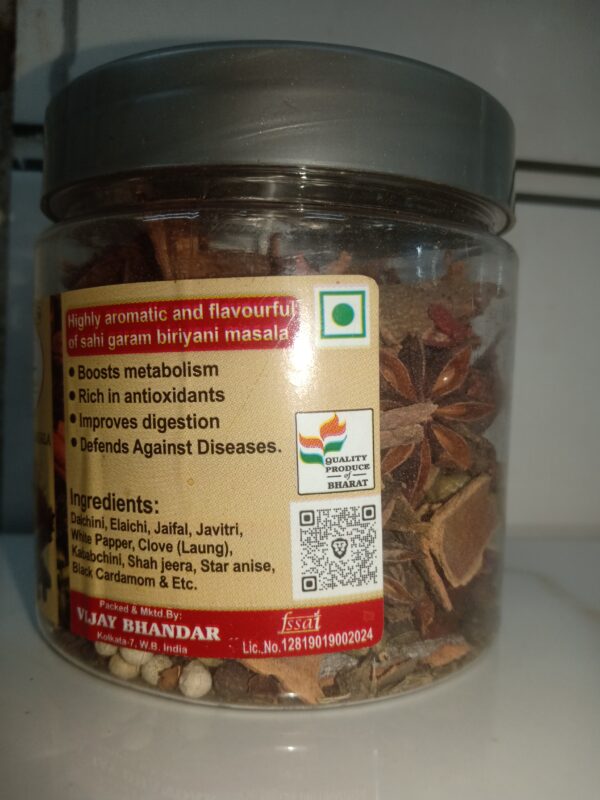 Highly aromatic and flavourful
of sahi garam biriyani masala
• Boosts metabolism
• Rich in antioxidants
• Improves digestion
• Defends Against Diseases.
QUALITY
PRODUCE
of
BHARAT
Ingredients:
Dalchini, Elaichi, Jaifal, Javitri,
White Papper, Clove (Laung),
Kababchini, Shah jeera, Star anise,
Black Cardamom & Etc.
Packed & Mktd.By:
VIJAY BHANDAR
Kolkata-7, W.B. India
fssai
Lic.,No.12819019002024